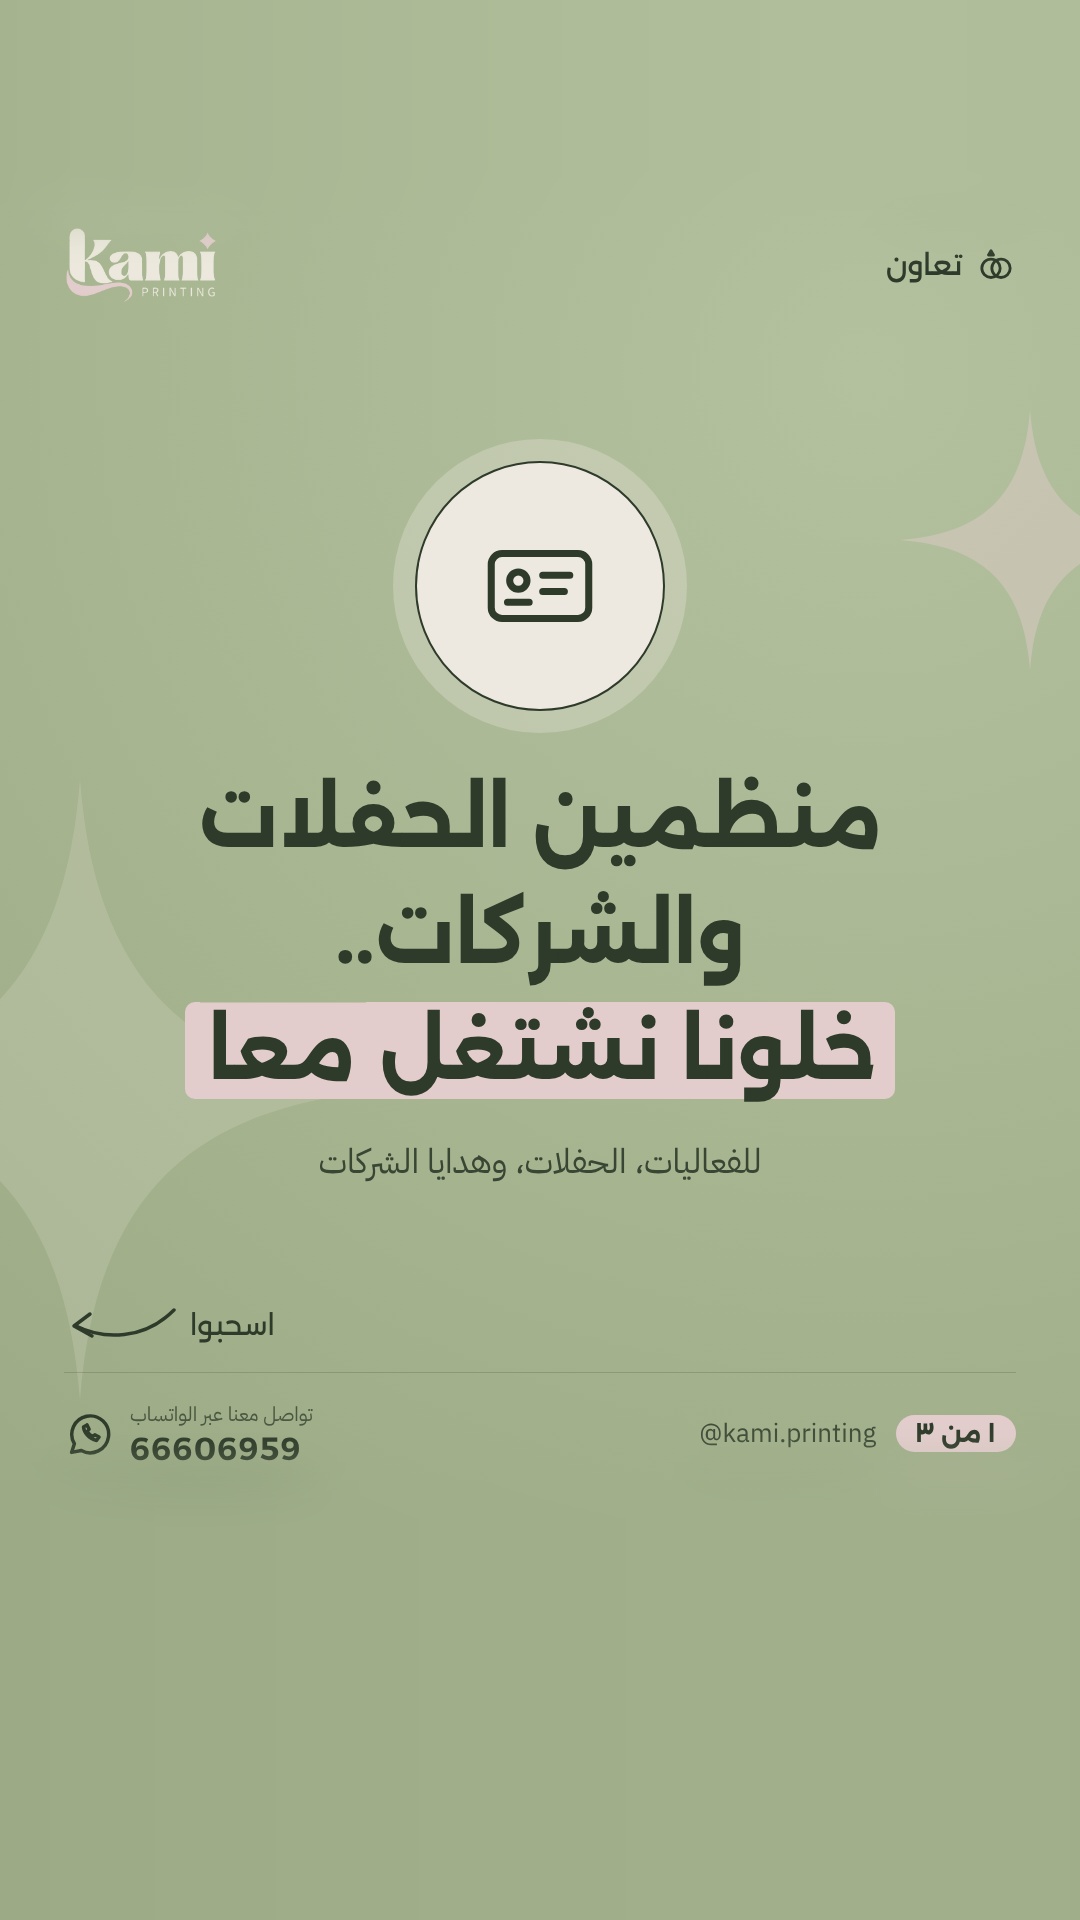 kami
PRINTING
تعاون
منظمين الحفلات
والشركات..
خلونا نشتغل معا
للفعاليات، الحفلات، وهدايا الشركات
اسحبوا
١ من ٣
@kami.printing
تواصل معنا عبر الواتساب
66606959